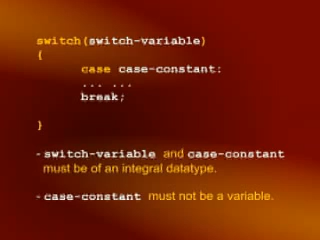 switch(switch-variable)
{
case case-constant:
... ...
break;
}
- switch-variable and case-constant
must be of an integral datatype.
- case-constant must not be a variable.